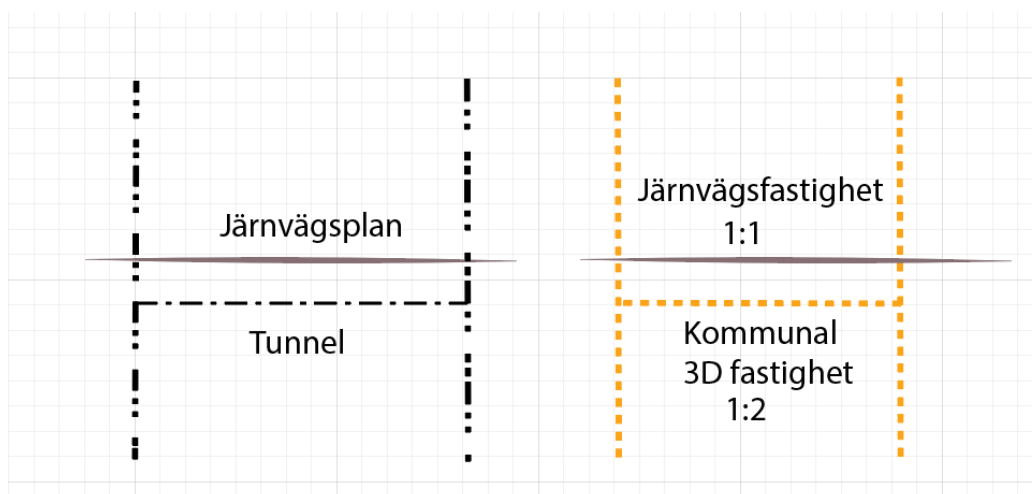 Järnvägsplan
Tunnel
Järnvägsfastighet
1:1
Kommunal
3D fastighet
1:2